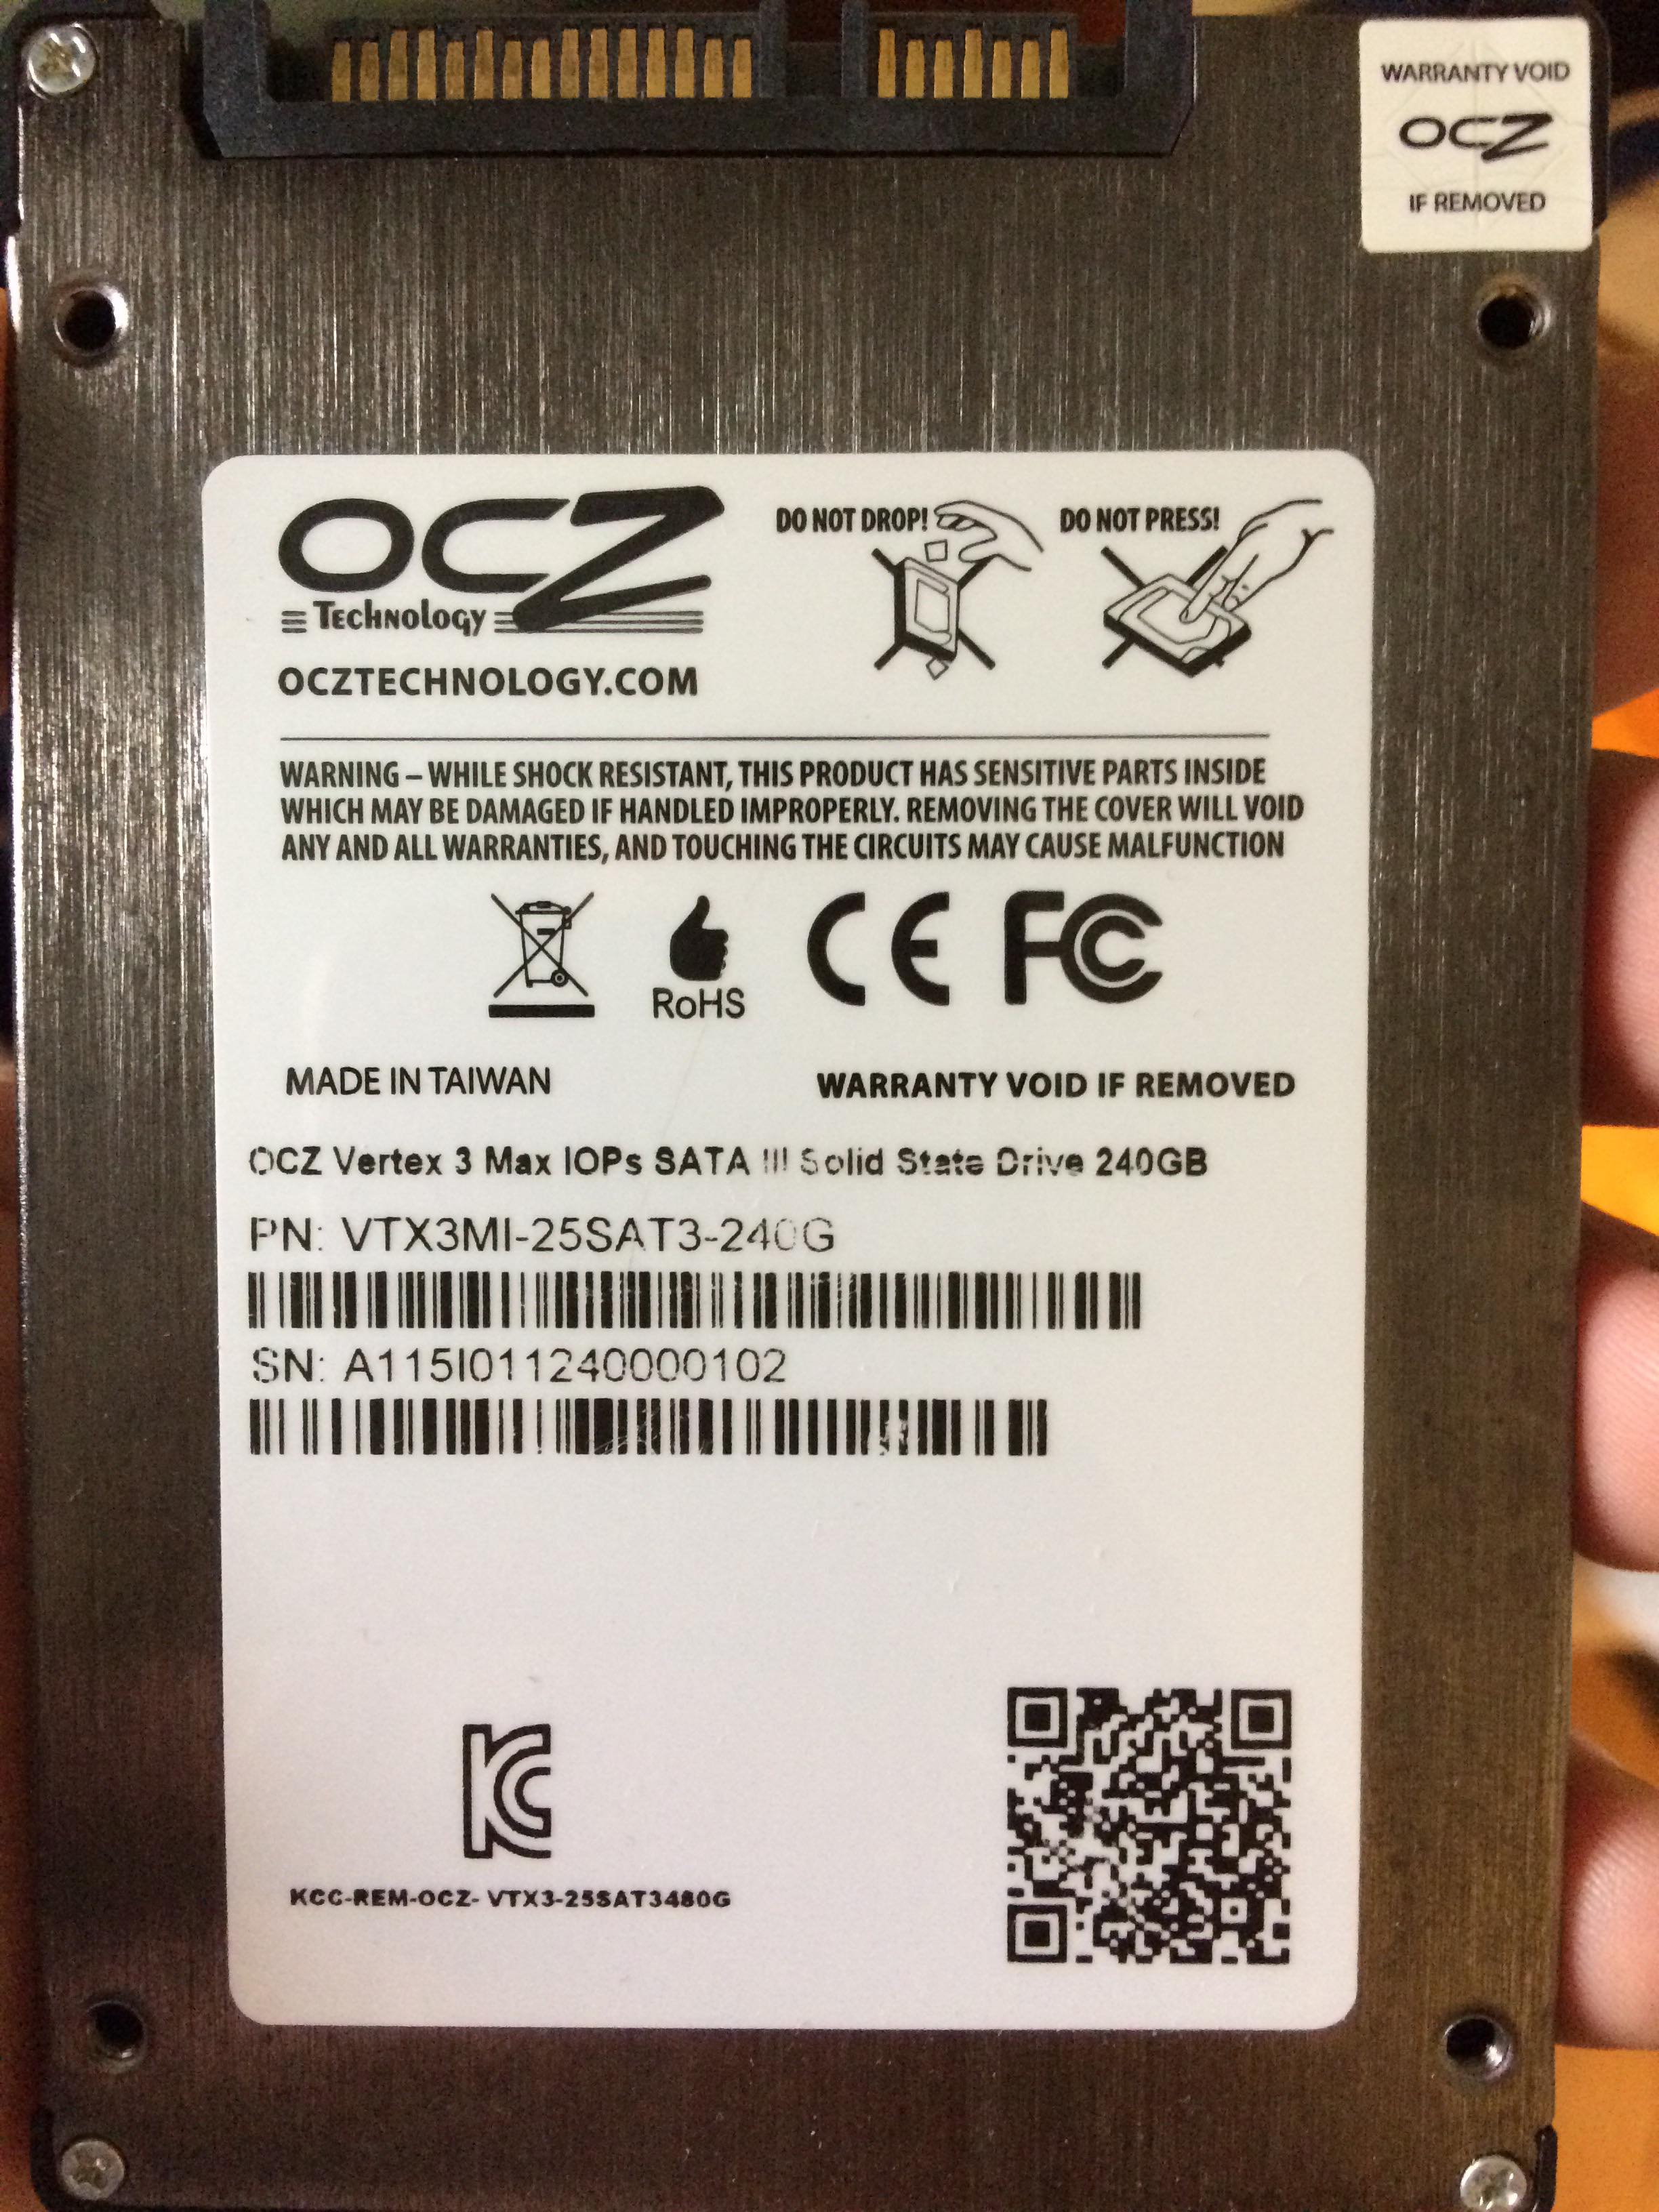 WARRANTY VOID
OCZ
IF REMOVED
OCZ
Technology
OCZTECHNOLOGY.COM
DO NOT DROP!
DO NOT PRESS!
WARNING – WHILE SHOCK RESISTANT, THIS PRODUCT HAS SENSITIVE PARTS INSIDE
WHICH MAY BE DAMAGED IF HANDLED IMPROPERLY. REMOVING THE COVER WILL VOID
ANY AND ALL WARRANTIES, AND TOUCHING THE CIRCUITS MAY CAUSE MALFUNCTION
RoHS
CE
FC
MADE IN TAIWAN
WARRANTY VOID IF REMOVED
OCZ Vertex 3 Max IOPs SATA III Solid State Drive 240GB
PN: VTX3MI-25SAT3-240G
SN: A115I011240000102
KC
KCC-REM-OCZ- VTX3-25SAT3480G